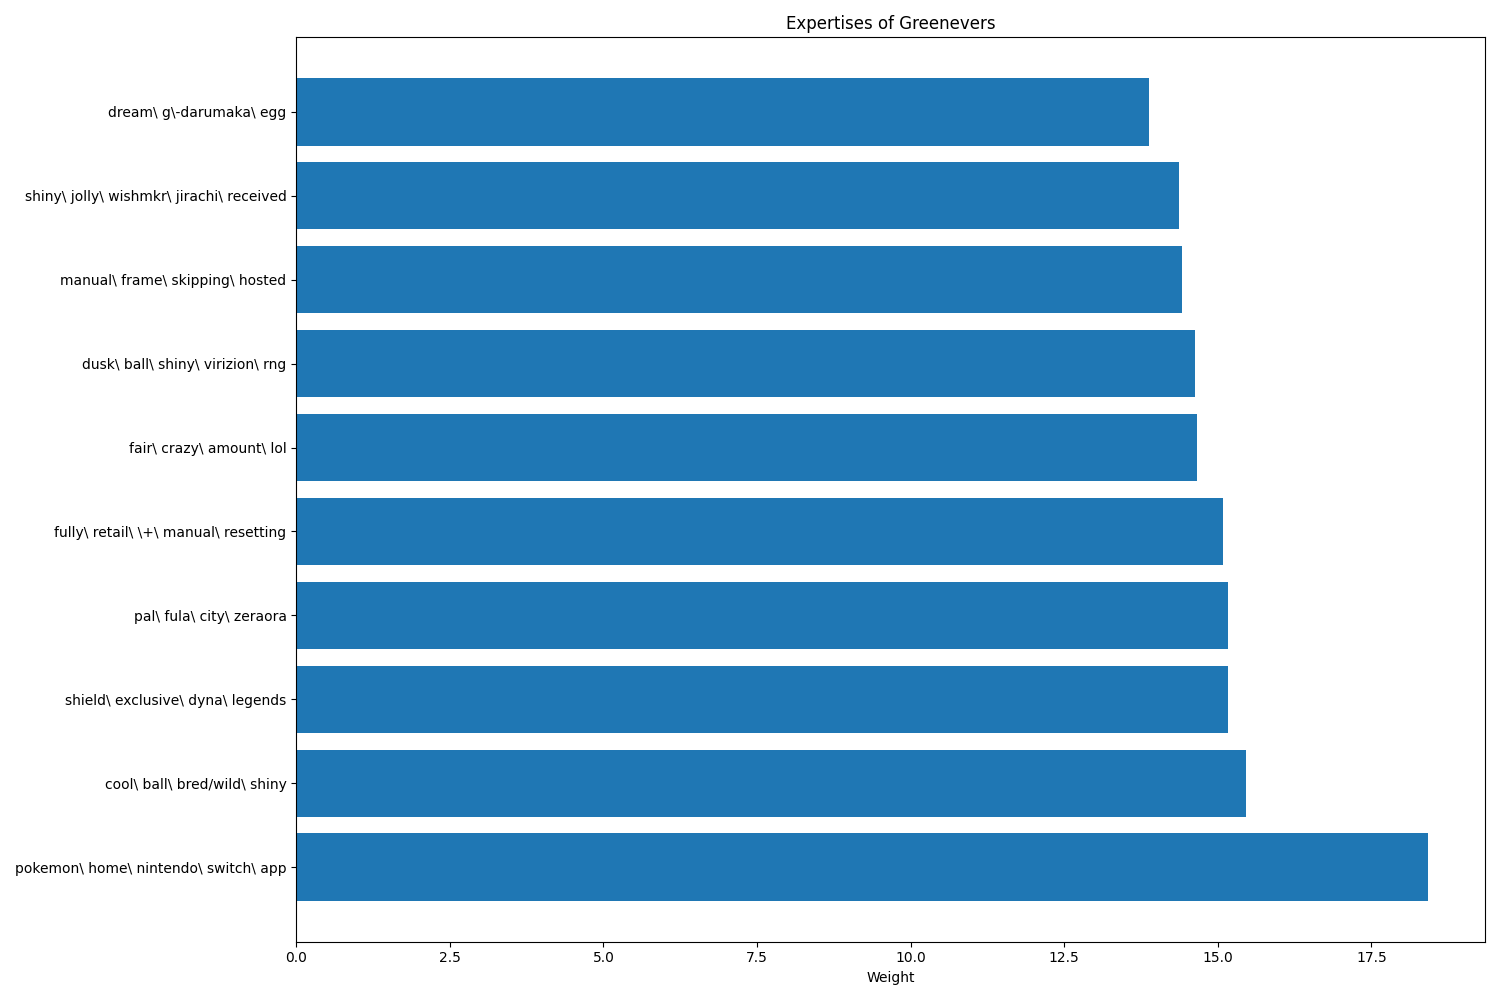 Expertises of Greenevers
dream\ g\-darumaka\ egg
shiny\ jolly\ wishmkr\ jirachi\ received
manual\ frame\ skipping\ hosted
dusk\ ball\ shiny\ virizion\ rng
fair\ crazy\ amount\ lol
fully\ retail\ \+\ manual\ resetting
pal\ fula\ city\ zeraora
shield\ exclusive\ dyna\ legends
cool\ ball\ bred/wild\ shiny
pokemon\ home\ nintendo\ switch\ app
0.0 2.5 5.0 7.5 10.0 12.5 15.0 17.5
Weight